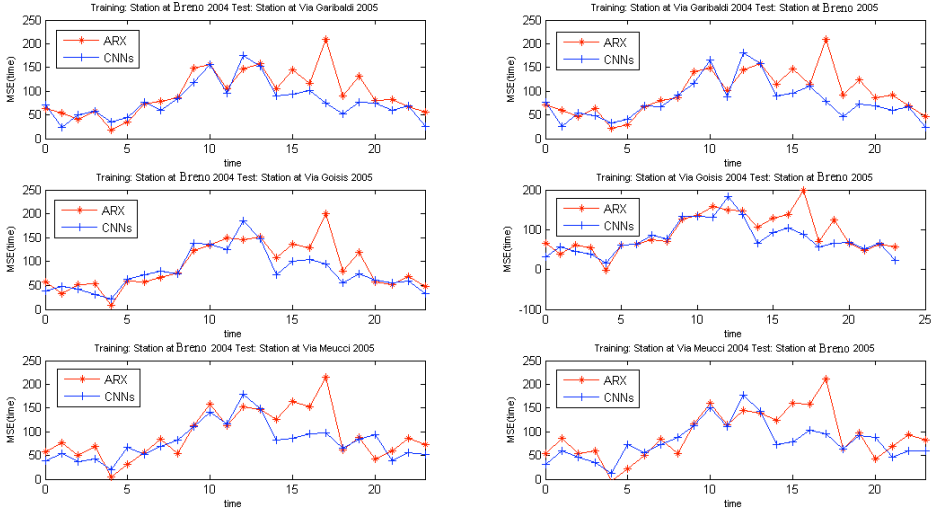 Training: Station at Breno 2004 Test: Station at Via Garibaldi 2005
250
200
150
100
50
0
MSE(time)
ARX
CNNs
0 5 10 15 20
time
Training: Station at Via Garibaldi 2004 Test: Station at Breno 2005
250
200
150
100
50
0
MSE(time)
ARX
CNNs
0 5 10 15 20 25
time
Training: Station at Breno 2004 Test: Station at Via Goisis 2005
250
200
150
100
50
0
MSE(time)
ARX
CNNs
0 5 10 15 20
time
Training: Station at Via Goisis 2004 Test: Station at Breno 2005
200
100
0
-100
MSE(time)
ARX
CNNs
0 5 10 15 20 25
time
Training: Station at Breno 2004 Test: Station at Via Meucci 2005
250
200
150
100
50
0
MSE(time)
ARX
CNNs
0 5 10 15 20
time
Training: Station at Via Meucci 2004 Test: Station at Breno 2005
250
200
150
100
50
0
MSE(time)
ARX
CNNs
0 5 10 15 20
time